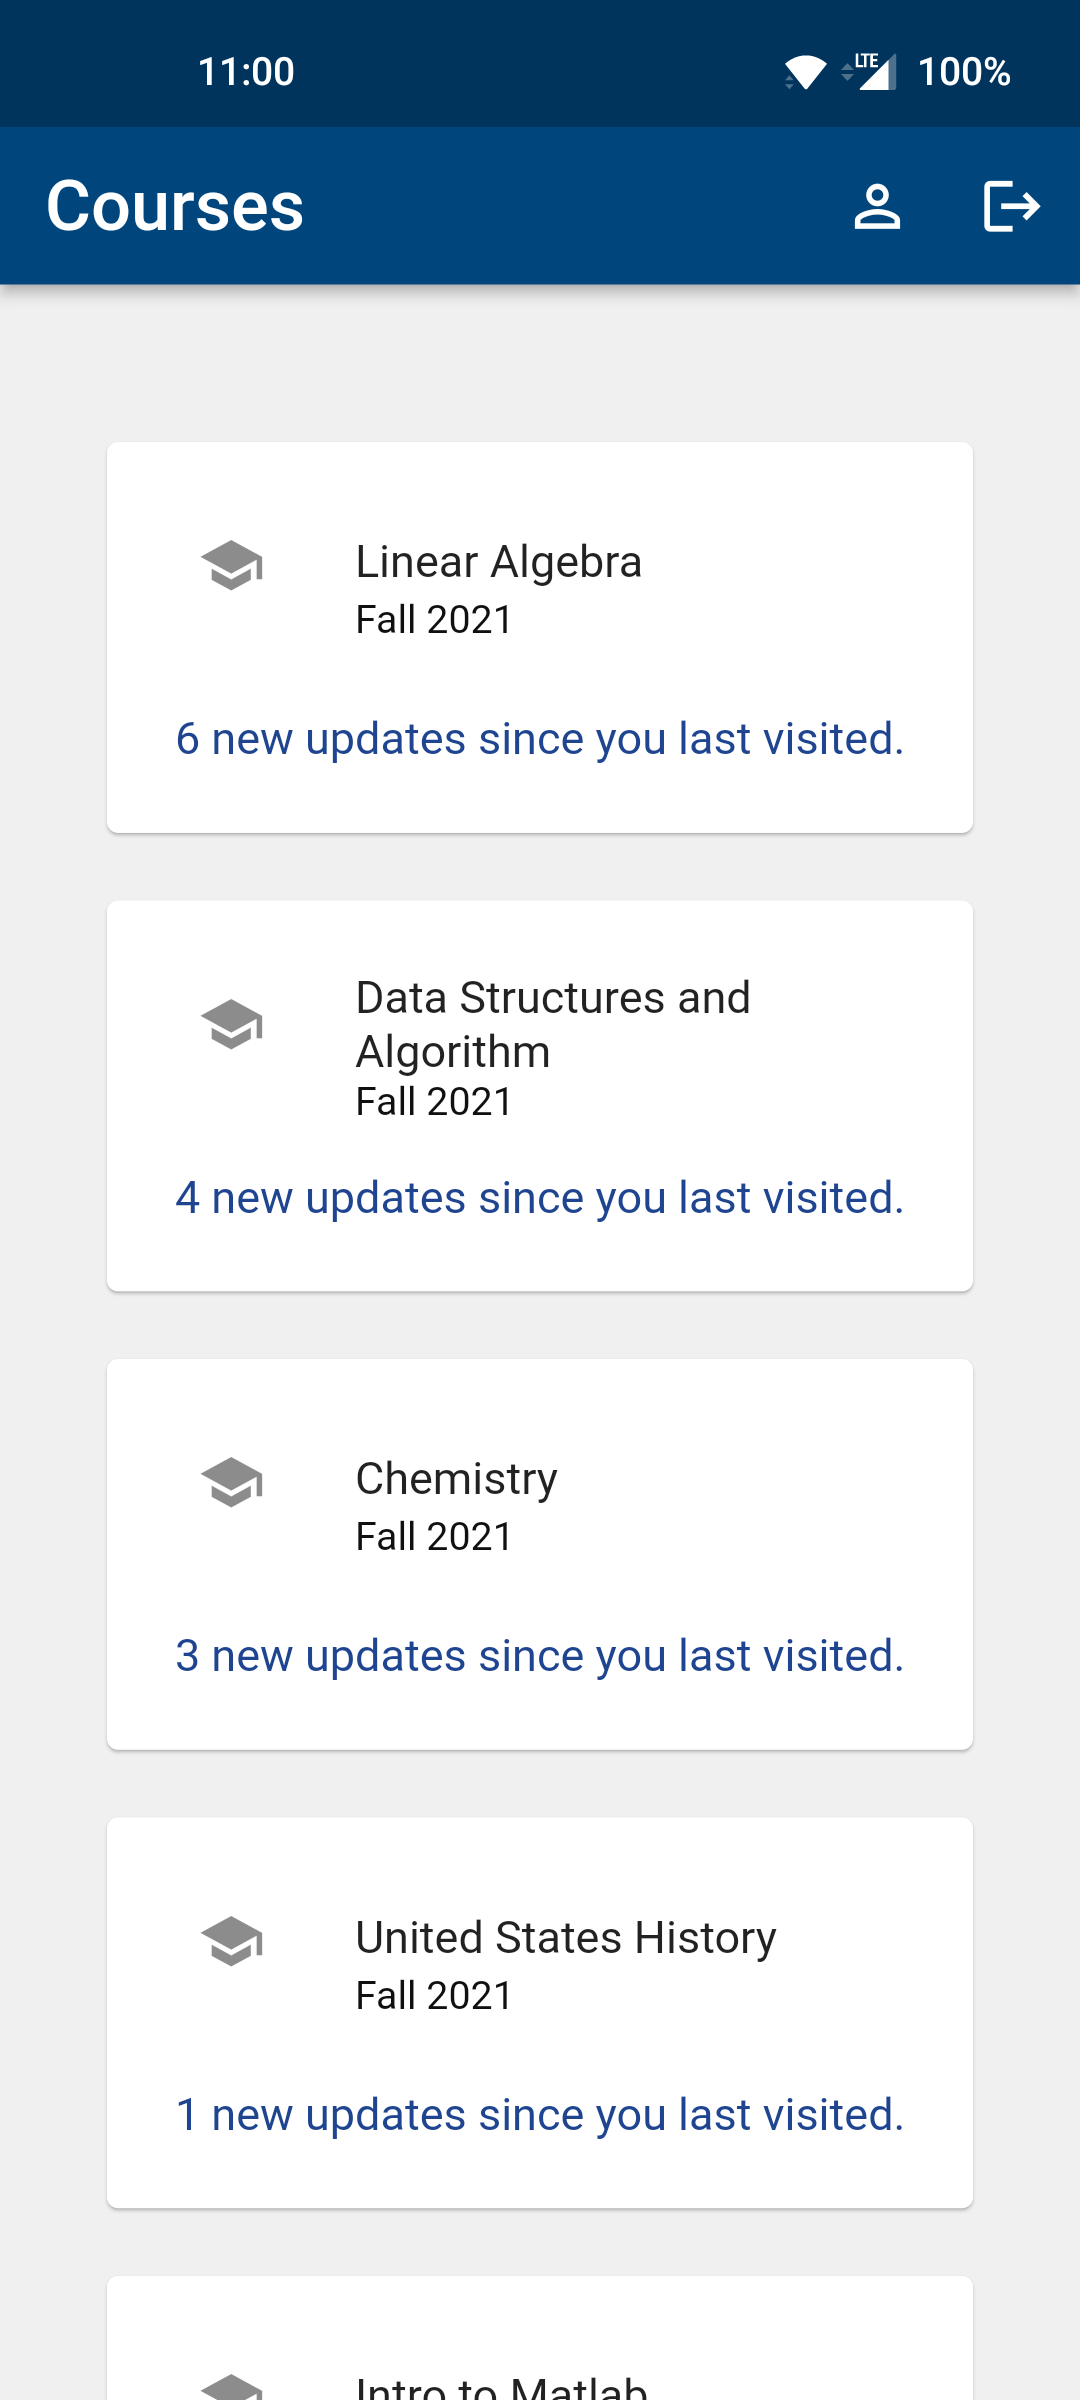 11:00
LTE
100%
Courses
Linear Algebra
Fall 2021
6 new updates since you last visited.
Data Structures and
Algorithm
Fall 2021
4 new updates since you last visited.
Chemistry
Fall 2021
3 new updates since you last visited.
United States History
Fall 2021
1 new updates since you last visited.
Intro to Matlab